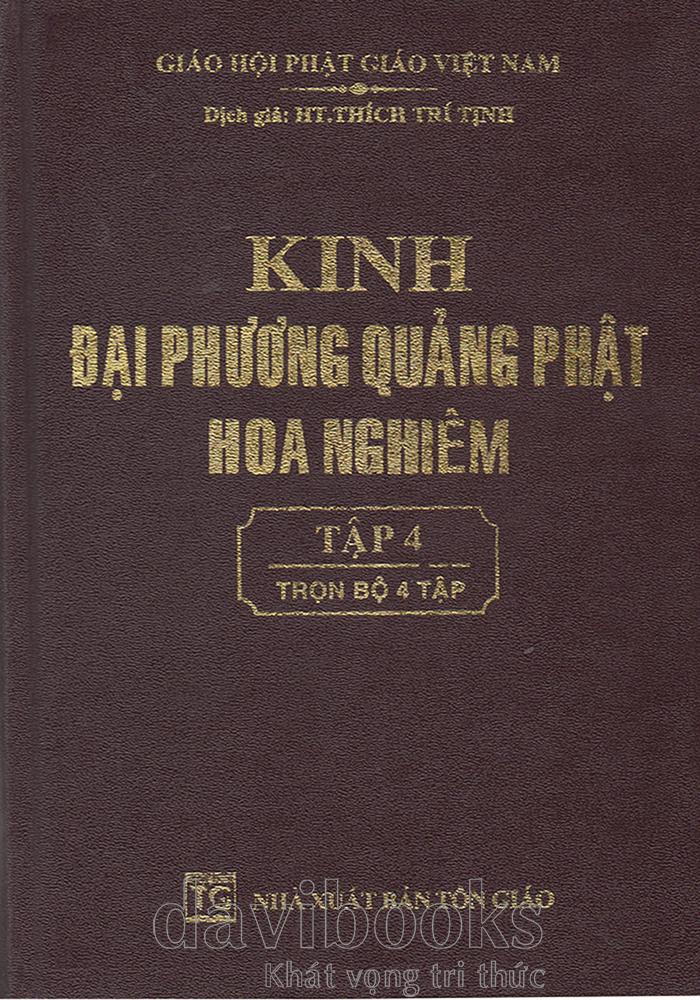 GIÁO HỘI PHẬT GIÁO VIỆT NAM
Dịch giả: HT.THÍCH TRÍ TỊNH
KINH
ĐẠI PHƯƠNG QUẢNG PHẬT
HOA NGHIÊM
TẬP 4
TRỌN BỘ 4 TẬP
TG NHÀ XUẤT BẢN TÔN GIÁO
davibooks
Khát vọng tri thức